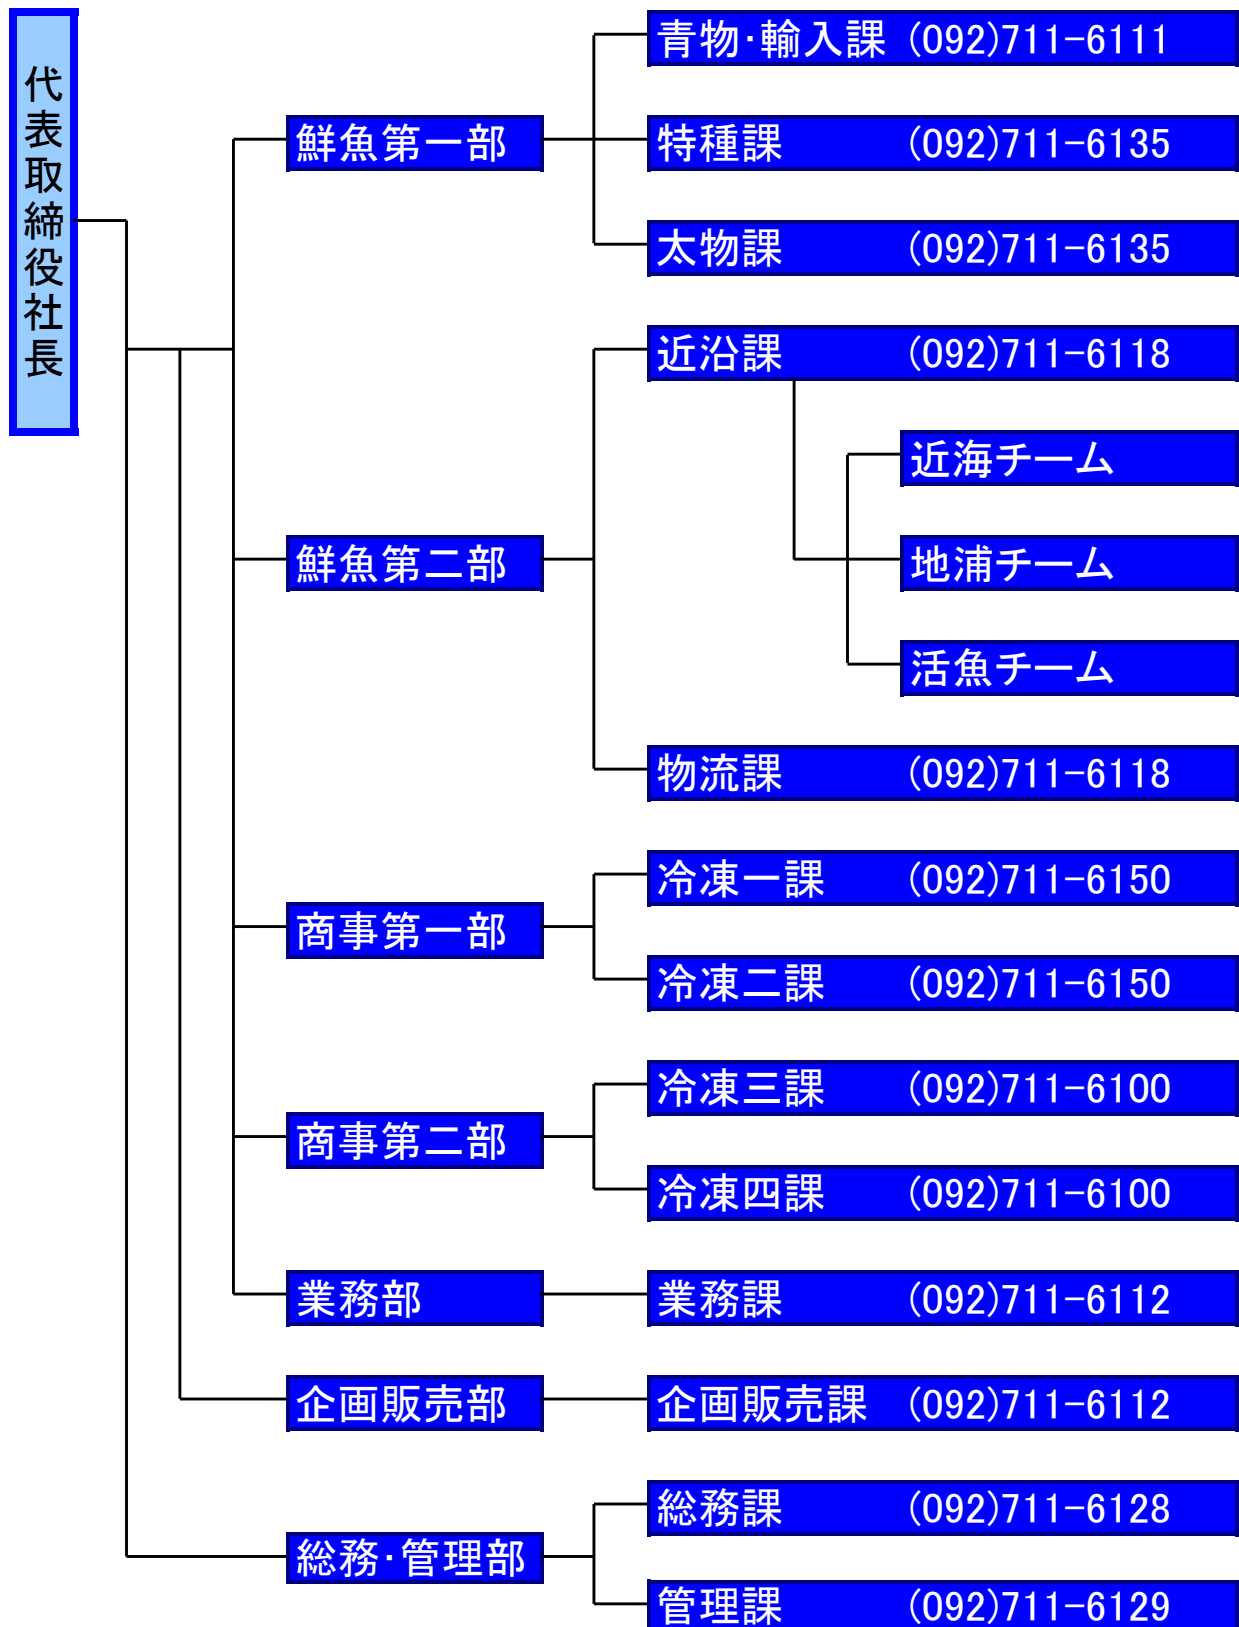 代表取締役社長
青物・輸入課 (092)711-6111
鮮魚第一部
特種課 (092)711-6135
太物課 (092)711-6135
近沿課 (092)711-6118
近海チーム
鮮魚第二部
地浦チーム
活魚チーム
物流課 (092)711-6118
冷凍一課 (092)711-6150
商事第一部
冷凍二課 (092)711-6150
冷凍三課 (092)711-6100
商事第二部
冷凍四課 (092)711-6100
業務部
業務課 (092)711-6112
企画販売部
企画販売課 (092)711-6112
総務課 (092)711-6128
総務・管理部
管理課 (092)711-6129